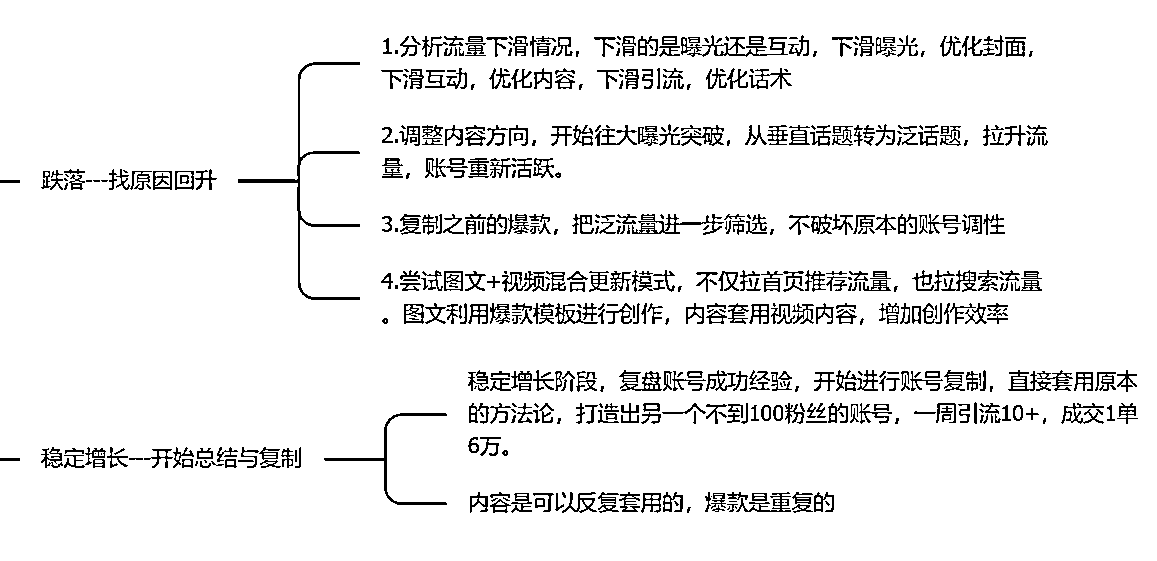 1.分析流量下滑情况，下滑的是曝光还是互动，下滑曝光，优化封面，
下滑互动，优化内容，下滑引流，优化话术
2.调整内容方向，开始往大曝光突破，从垂直话题转为泛话题，拉升流
量，账号重新活跃。
跌落---找原因回升
3.复制之前的爆款，把泛流量进一步筛选，不破坏原本的账号调性
4.尝试图文+视频混合更新模式，不仅拉首页推荐流量，也拉搜索流量
。图文利用爆款模板进行创作，内容套用视频内容，增加创作效率
稳定增长阶段，复盘账号成功经验，开始进行账号复制，直接套用原本
的方法论，打造出另一个不到100粉丝的账号，一周引流10+，成交1单
6万。
稳定增长---开始总结与复制
内容是可以反复套用的，爆款是重复的